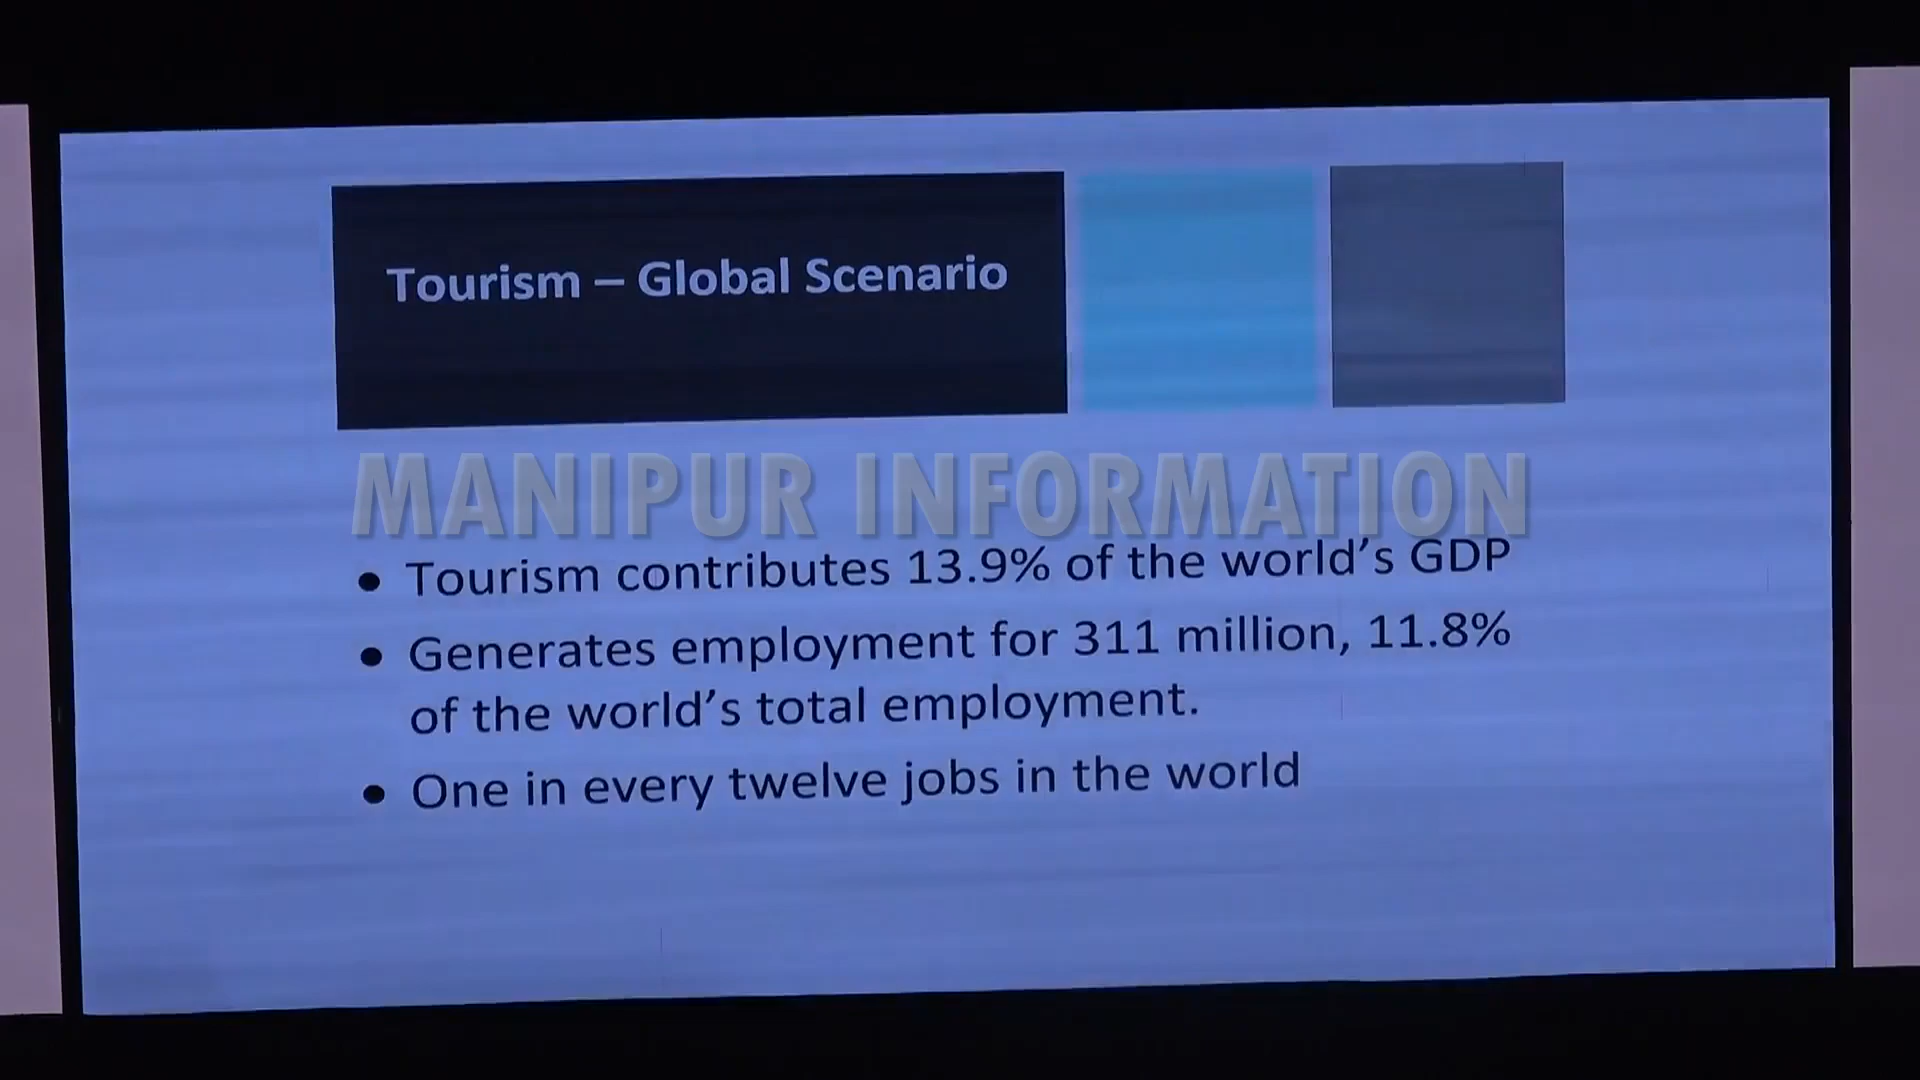 Tourism – Global Scenario
MANIPUR INFORMATION
• Tourism contributes 13.9% of the world's GDP
• Generates employment for 311 million, 11.8%
of the world's total employment.
• One in every twelve jobs in the world